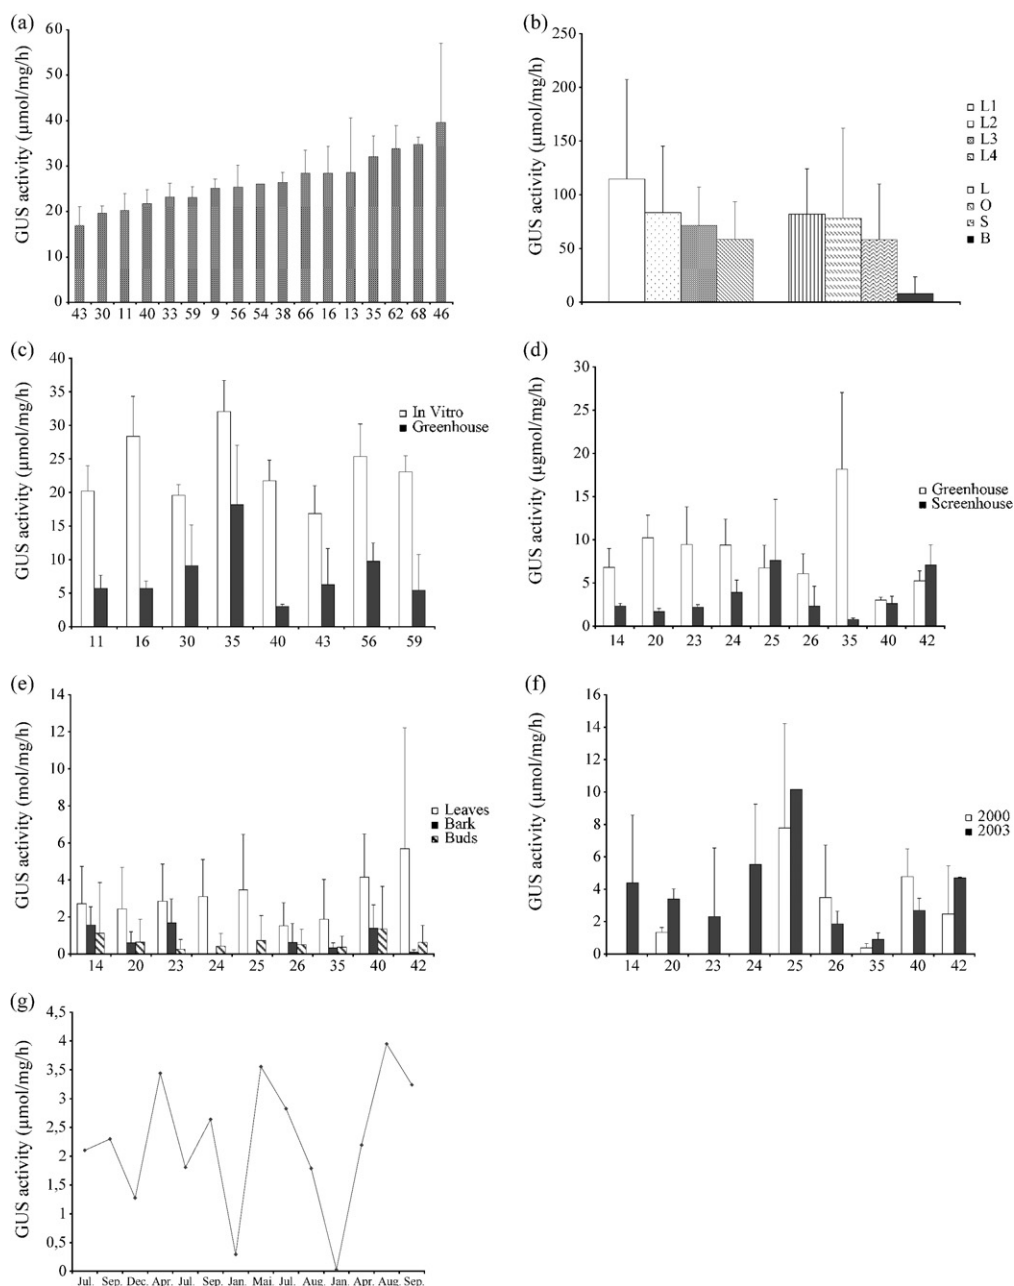 (a)
GUS activity (µmol/mg/h)
60
50
40
30
20
10
0
43 30 11 40 33 59 9 56 54 38 66 16 13 35 62 68 46
(b)
GUS activity (µmol/mg/h)
250
200
150
100
50
0
L1
L2
L3
L4
L
O
S
B
(c)
GUS activity (µmol/mg/h)
40
35
30
25
20
15
10
5
0
11 16 30 35 40 43 56 59
In Vitro
Greenhouse
(d)
GUS activity (µgmol/mg/h)
30
25
20
15
10
5
0
14 20 23 24 25 26 35 40 42
Greenhouse
Screenhouse
(e)
GUS activity (mol/mg/h)
14
12
10
8
6
4
2
0
14 20 23 24 25 26 35 40 42
Leaves
Bark
Buds
(f)
GUS activity (µmol/mg/h)
16
14
12
10
8
6
4
2
0
14 20 23 24 25 26 35 40 42
2000
2003
(g)
GUS activity (µmol/mg/h)
4,5
4
3,5
3
2,5
2
1,5
1
0,5
0
Jul. Sep. Dec. Apr. Jul. Sep. Jan. Mai. Jul. Aug. Jan. Apr. Aug. Sep.